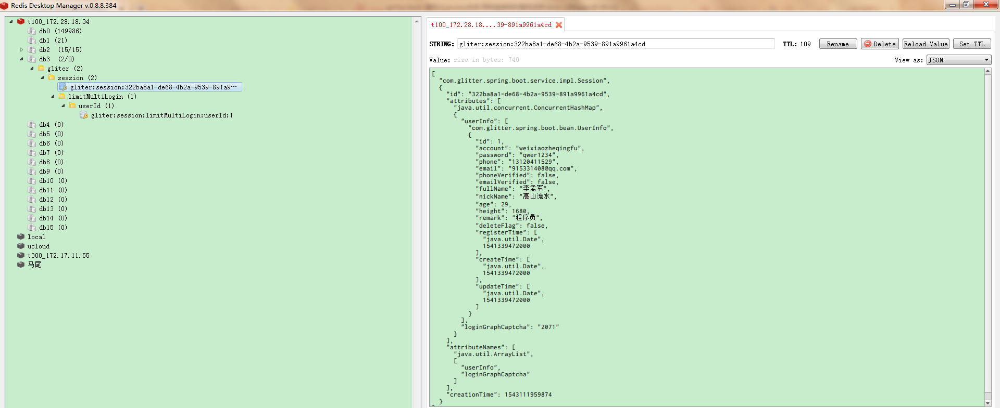 Redis Desktop Manager v.0.8.8.384
t100_172.28.18.34
db0 (149986)
db1 (21)
db2 (15/15)
db3 (2/0)
gliter (2)
session (2)
gliter:session:322ba8a1-de68-4b2a-9539-891a9···
limitMultiLogin (1)
userId (1)
gliter:session:limitMultiLogin:userId:1
db4 (0)
db5 (0)
db6 (0)
db7 (0)
db8 (0)
db9 (0)
db10 (0)
db11 (0)
db12 (0)
db13 (0)
db14 (0)
db15 (0)
local
ucloud
t300_172.17.11.55
马尾
t100_172.28.18....39-891a9961a4cd
STRING: gliter:session:322ba8a1-de68-4b2a-9539-891a9961a4cd TTL: 109 Rename Delete Reload Value Set TTL
Value: size in bytes: 740 View as: JSON
[
"com.glitter.spring.boot.service.impl.Session",
{
"id": "322ba8a1-de68-4b2a-9539-891a9961a4cd",
"attributes": [
"java.util.concurrent.ConcurrentHashMap",
{
"userInfo": [
"com.glitter.spring.boot.bean.UserInfo",
{
"id": 1,
"account": "weixiaozheqingfu",
"password": "qwer1234",
"phone": "13120411529",
"email": "915331408@qq.com",
"phoneVerified": false,
"emailVerified": false,
"fullName": "李孟军",
"nickName": "高山流水",
"age": 29,
"height": 1680,
"remark": "程序员",
"deleteFlag": false,
"registerTime": [
"java.util.Date",
1541339472000
],
"createTime": [
"java.util.Date",
1541339472000
],
"updateTime": [
"java.util.Date",
1541339472000
]
}
],
"loginGraphCaptcha": "2071"
}
],
"attributeNames": [
"java.util.ArrayList",
[
"userInfo",
"loginGraphCaptcha"
]
],
"creationTime": 1543111959874
}